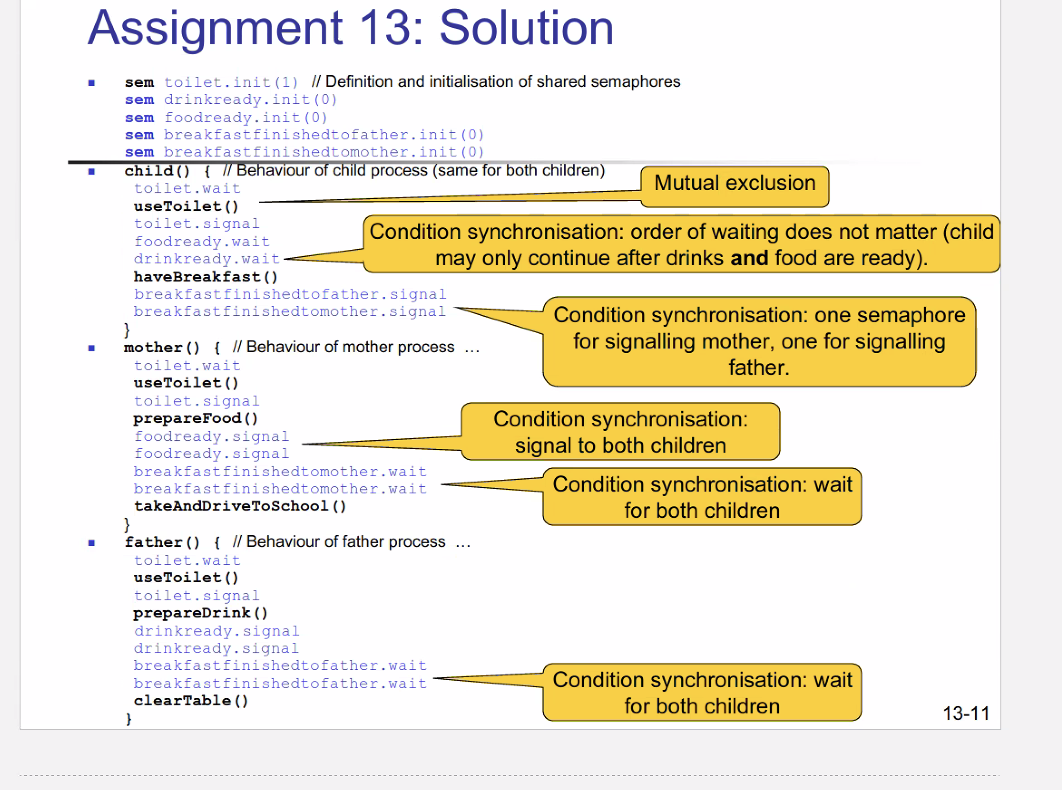 Assignment 13: Solution
▪ sem toilet.init(1) // Definition and initialisation of shared semaphores
sem drinkready.init(0)
sem foodready.init(0)
sem breakfastfinishedtofather.init(0)
sem breakfastfinishedtomother.init(0)
▪ child() { // Behaviour of child process (same for both children)
toilet.wait
useToilet()
toilet.signal
foodready.wait
drinkready.wait
haveBreakfast()
breakfastfinishedtofather.signal
breakfastfinishedtomother.signal
}
Mutual exclusion
Condition synchronisation: order of waiting does not matter (child
may only continue after drinks and food are ready).
Condition synchronisation: one semaphore
for signalling mother, one for signalling
father.
▪ mother() { // Behaviour of mother process ...
toilet.wait
useToilet()
toilet.signal
prepareFood()
foodready.signal
foodready.signal
breakfastfinishedtomother.wait
breakfastfinishedtomother.wait
takeAndDriveToSchool()
}
Condition synchronisation:
signal to both children
Condition synchronisation: wait
for both children
▪ father() { // Behaviour of father process ...
toilet.wait
useToilet()
toilet.signal
prepareDrink()
drinkready.signal
drinkready.signal
breakfastfinishedtofather.wait
breakfastfinishedtofather.wait
clearTable()
}
Condition synchronisation: wait
for both children
13-11